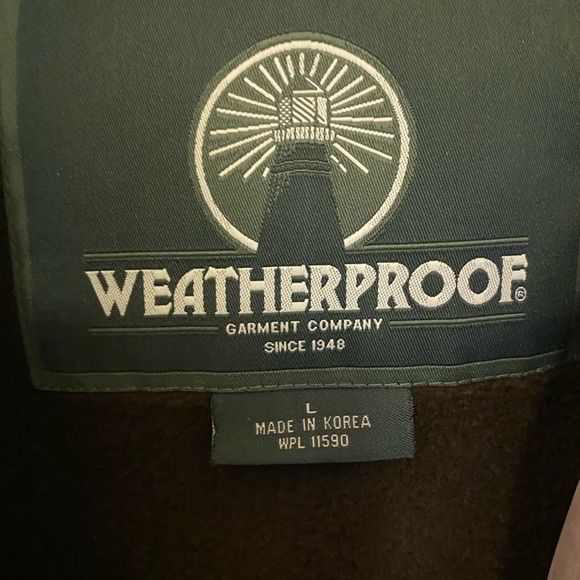 WEATHERPROOF®
GARMENT COMPANY
SINCE 1948
L
MADE IN KOREA
WPL 11590